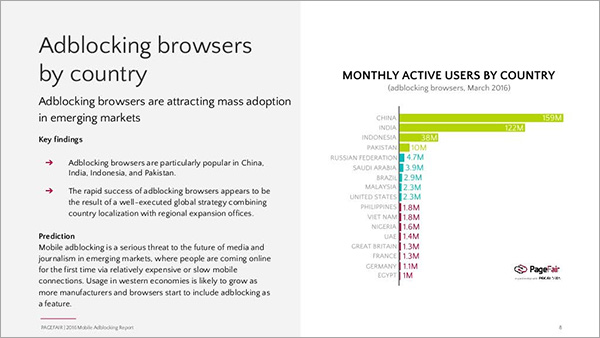 Adblocking browsers
by country
Adblocking browsers are attracting mass adoption
in emerging markets
Key findings
➔ Adblocking browsers are particularly popular in China,
India, Indonesia, and Pakistan.
➔ The rapid success of adblocking browsers appears to be
the result of a well-executed global strategy combining
country localization with regional expansion offices.
Prediction
Mobile adblocking is a serious threat to the future of media and
journalism in emerging markets, where people are coming online
for the first time via relatively expensive or slow mobile
connections. Usage in western economies is likely to grow as
more manufacturers and browsers start to include adblocking as
a feature.
PAGEFAIR | 2016 Mobile Adblocking Report
MONTHLY ACTIVE USERS BY COUNTRY
(adblocking browsers, March 2016)
CHINA 159M
INDIA 122M
INDONESIA 38M
PAKISTAN 10M
RUSSIAN FEDERATION 4.7M
SAUDI ARABIA 3.9M
BRAZIL 2.9M
MALAYSIA 2.3M
UNITED STATES 2.3M
PHILIPPINES 1.8M
VIET NAM 1.8M
NIGERIA 1.6M
UAE 1.4M
GREAT BRITAIN 1.3M
FRANCE 1.3M
GERMANY 1.1M
EGYPT 1M
PageFair
8